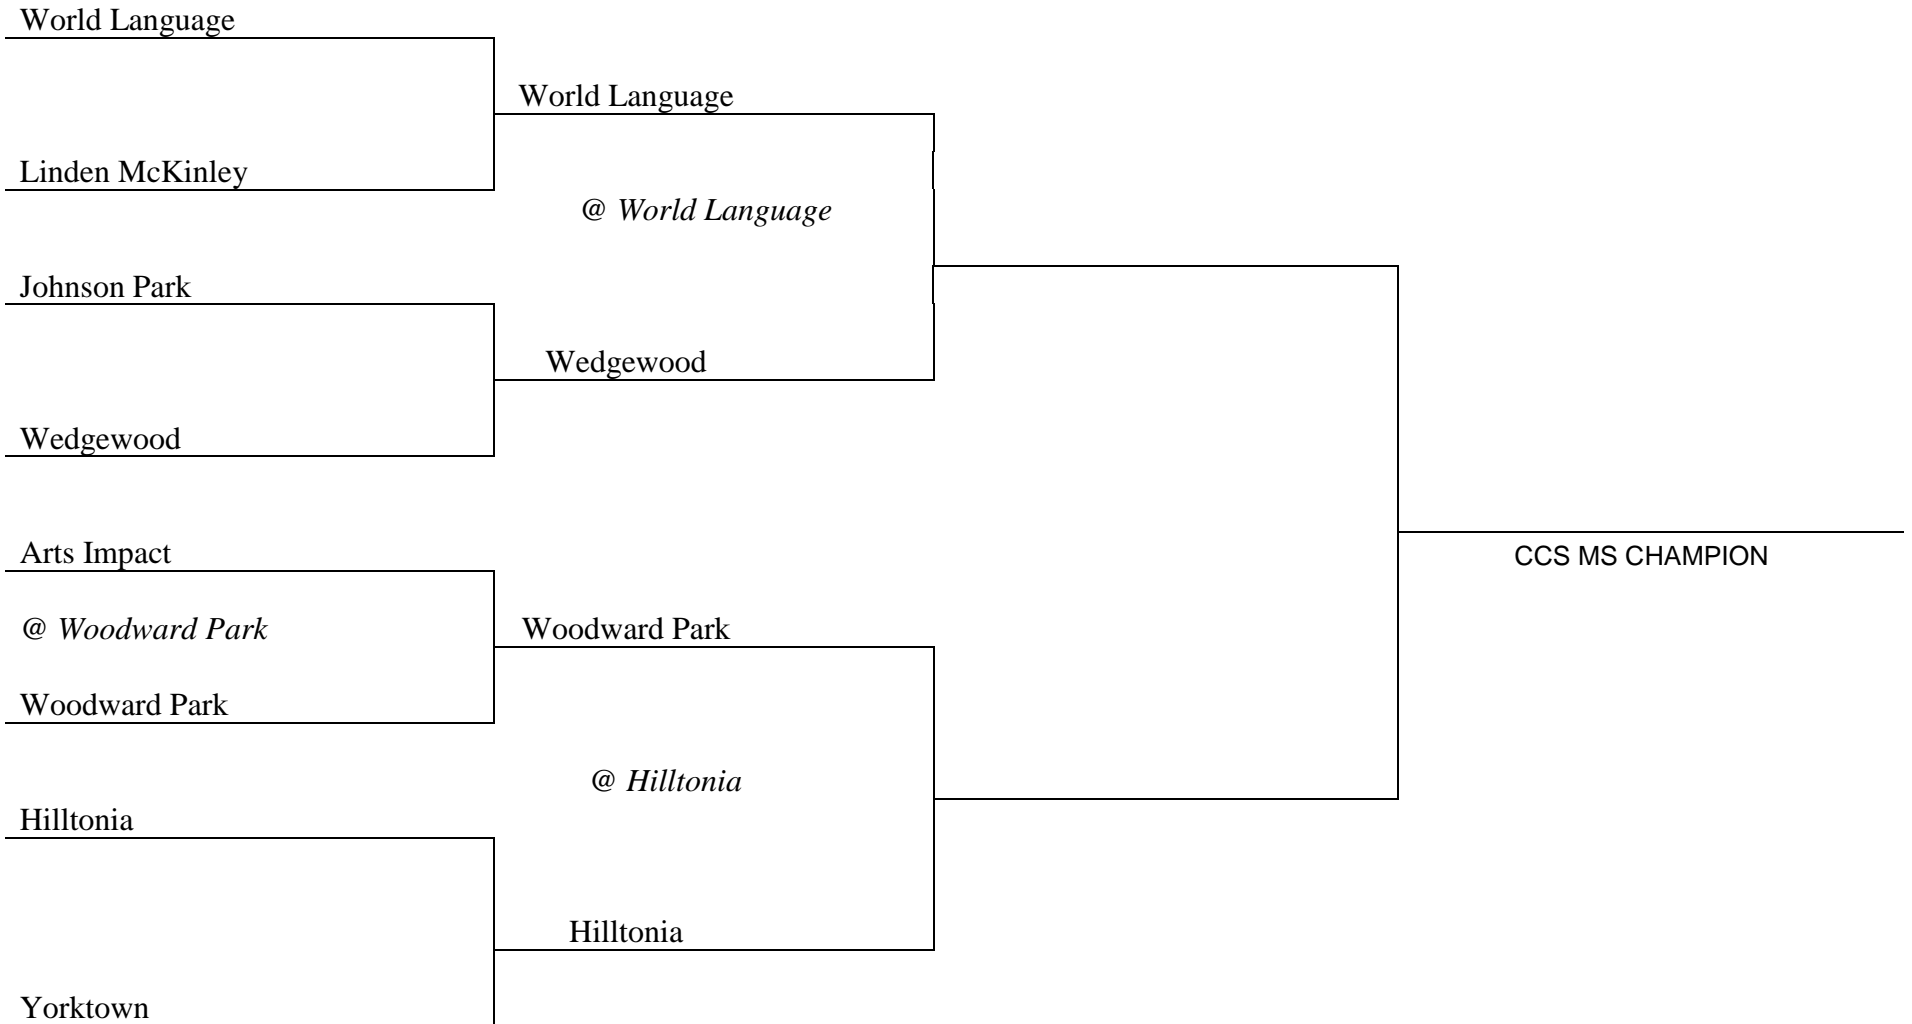 World Language
World Language
Linden McKinley
@ World Language
Johnson Park
Wedgewood
Wedgewood
Arts Impact
CCS MS CHAMPION
@ Woodward Park
Woodward Park
Woodward Park
@ Hilltonia
Hilltonia
Hilltonia
Yorktown